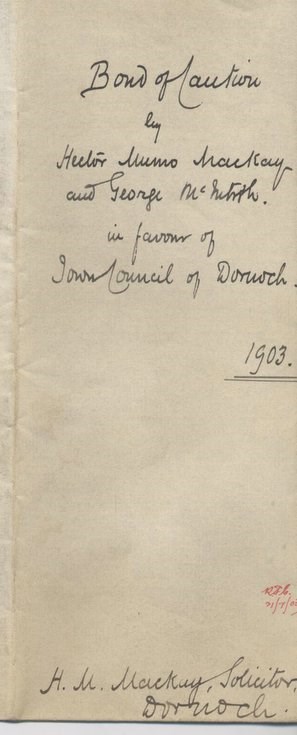 Bond of Caution
by
Hector Munro Mackay
and George McIntosh.
in favour of
Town Council of Dornoch.
1903.
H. M. Mackay, Solicitor,
Dornoch.